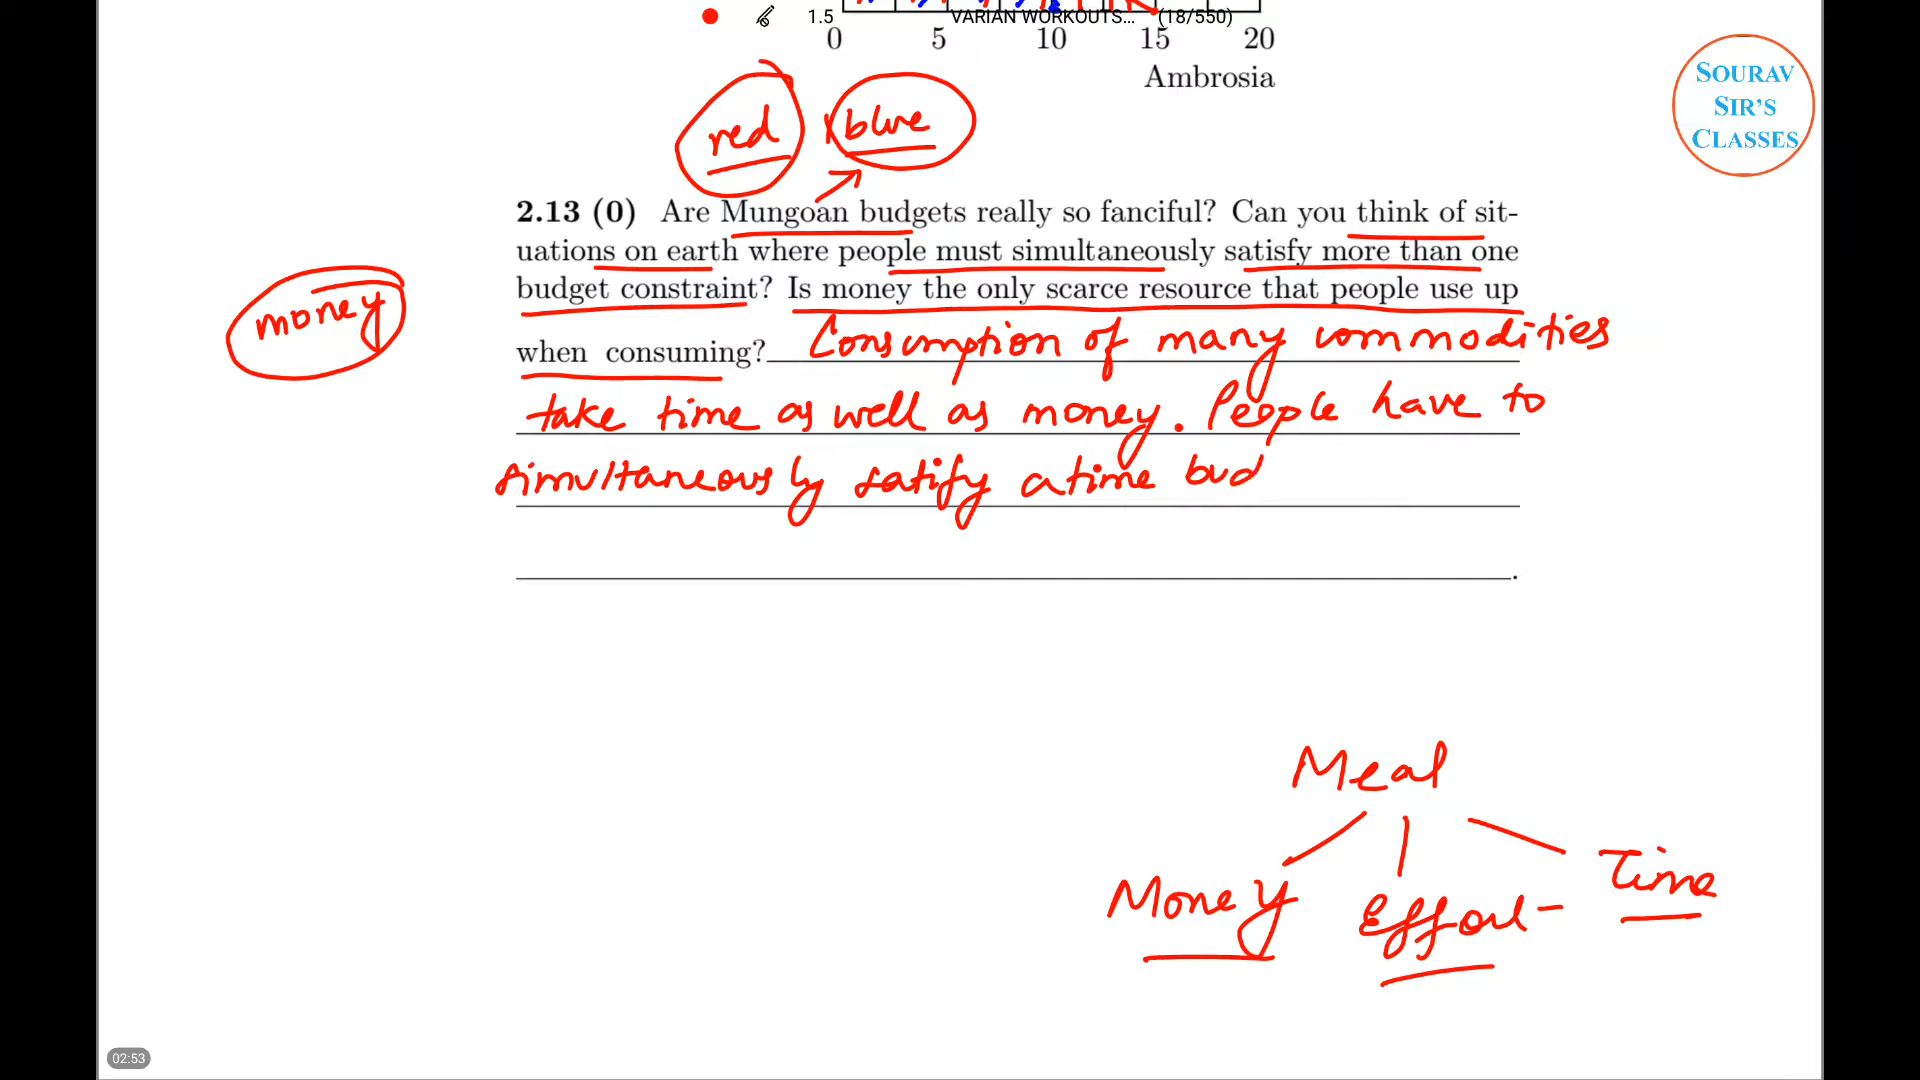 1.5 VARIAN WORKOUTS... (18/550)
0 5 10 15 20
Ambrosia
SOURAV
SIR'S
CLASSES
red blue
2.13 (0) Are Mungoan budgets really so fanciful? Can you think of sit-
uations on earth where people must simultaneously satisfy more than one
budget constraint? Is money the only scarce resource that people use up
money
when consuming? Consumption of many commodities
take time as well as money. People have to
simultaneously satify a time bud
.
Meal
Money Effort Time
02:53